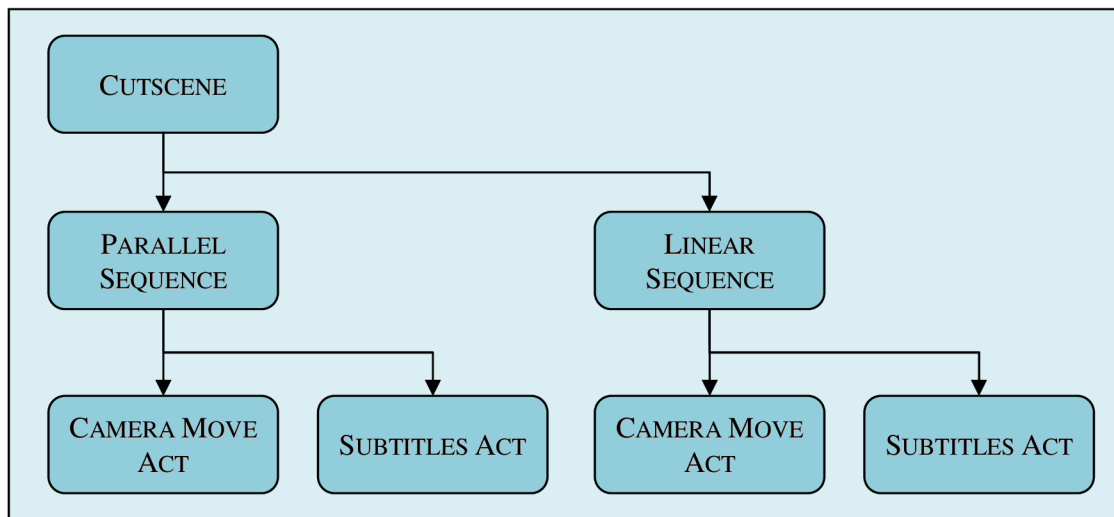 CUTSCENE
PARALLEL
SEQUENCE
LINEAR
SEQUENCE
CAMERA MOVE
ACT
SUBTITLES ACT
CAMERA MOVE
ACT
SUBTITLES ACT